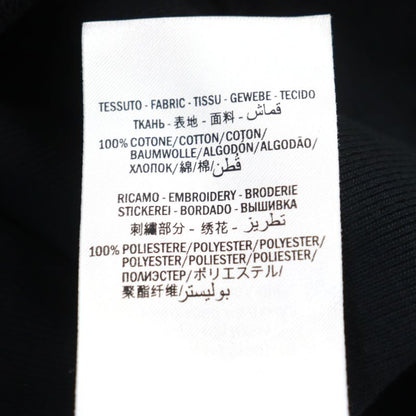 TESSUTO - FABRIC - TISSU - GEWEBE - TECIDO
ТКАНЬ - 表地 - 面料 - قماش
100% COTONE/COTTON/COTON/
BAUMWOLLE/ALGODÓN/ALGODÃO/
ХЛОПОК/綿/棉/قُطن
RICAMO - EMBROIDERY - BRODERIE
STICKEREI - BORDADO - ВЫШИВКА
刺繍部分 - 绣花 - تطريز
100% POLIESTERE/POLYESTER/POLYESTER/
POLYESTER/POLIESTER/POLIÉSTER/
ПОЛИЭСТЕР/ポリエステル/
聚酯纤维/بوليستر